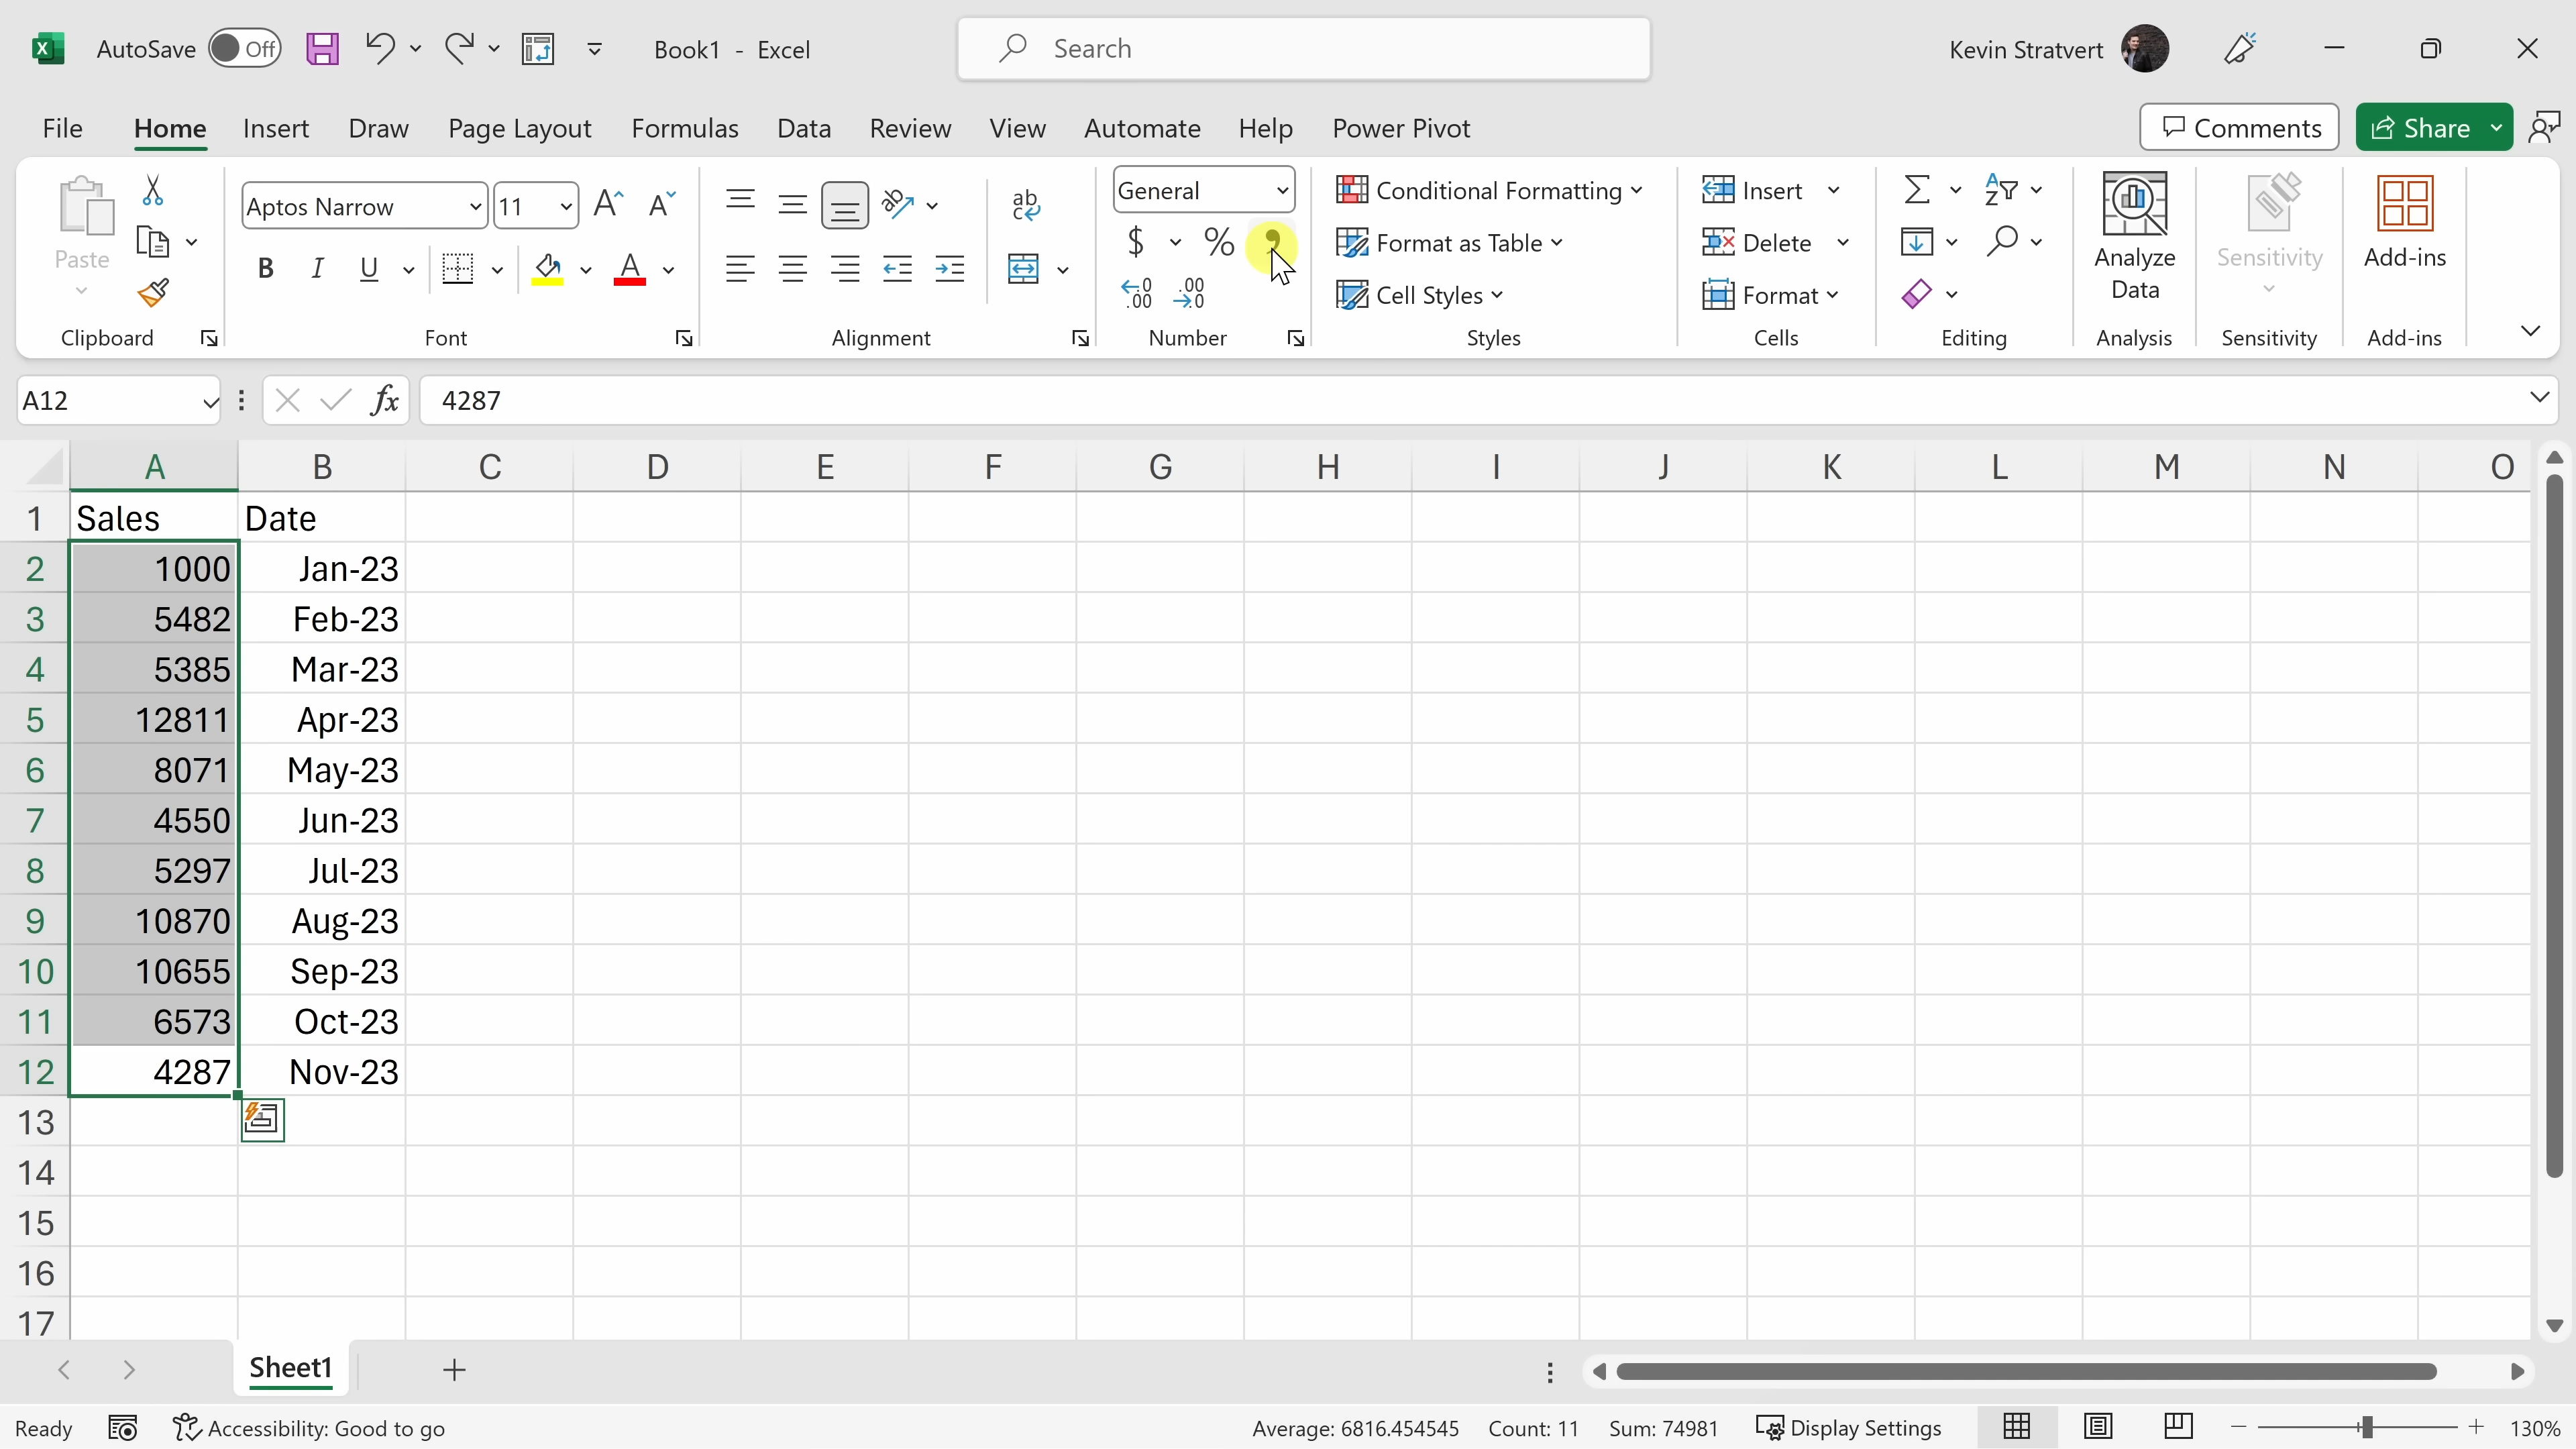 AutoSave Off Book1 - Excel Search Kevin Stratvert
File Home Insert Draw Page Layout Formulas Data Review View Automate Help Power Pivot Comments Share
Paste
Clipboard
Aptos Narrow 11
B I U A
Font
ab
c
Alignment
General
$ % ,
.00 .00
Number
Conditional Formatting
Format as Table
Cell Styles
Styles
Insert
Delete
Format
Cells
Editing
Analyze
Data
Analysis
Sensitivity
Sensitivity
Add-ins
Add-ins
A12 fx 4287
A B C D E F G H I J K L M N O
1 Sales Date
2 1000 Jan-23
3 5482 Feb-23
4 5385 Mar-23
5 12811 Apr-23
6 8071 May-23
7 4550 Jun-23
8 5297 Jul-23
9 10870 Aug-23
10 10655 Sep-23
11 6573 Oct-23
12 4287 Nov-23
13
14
15
16
17
Sheet1
Ready Accessibility: Good to go Average: 6816.454545 Count: 11 Sum: 74981 Display Settings 130%